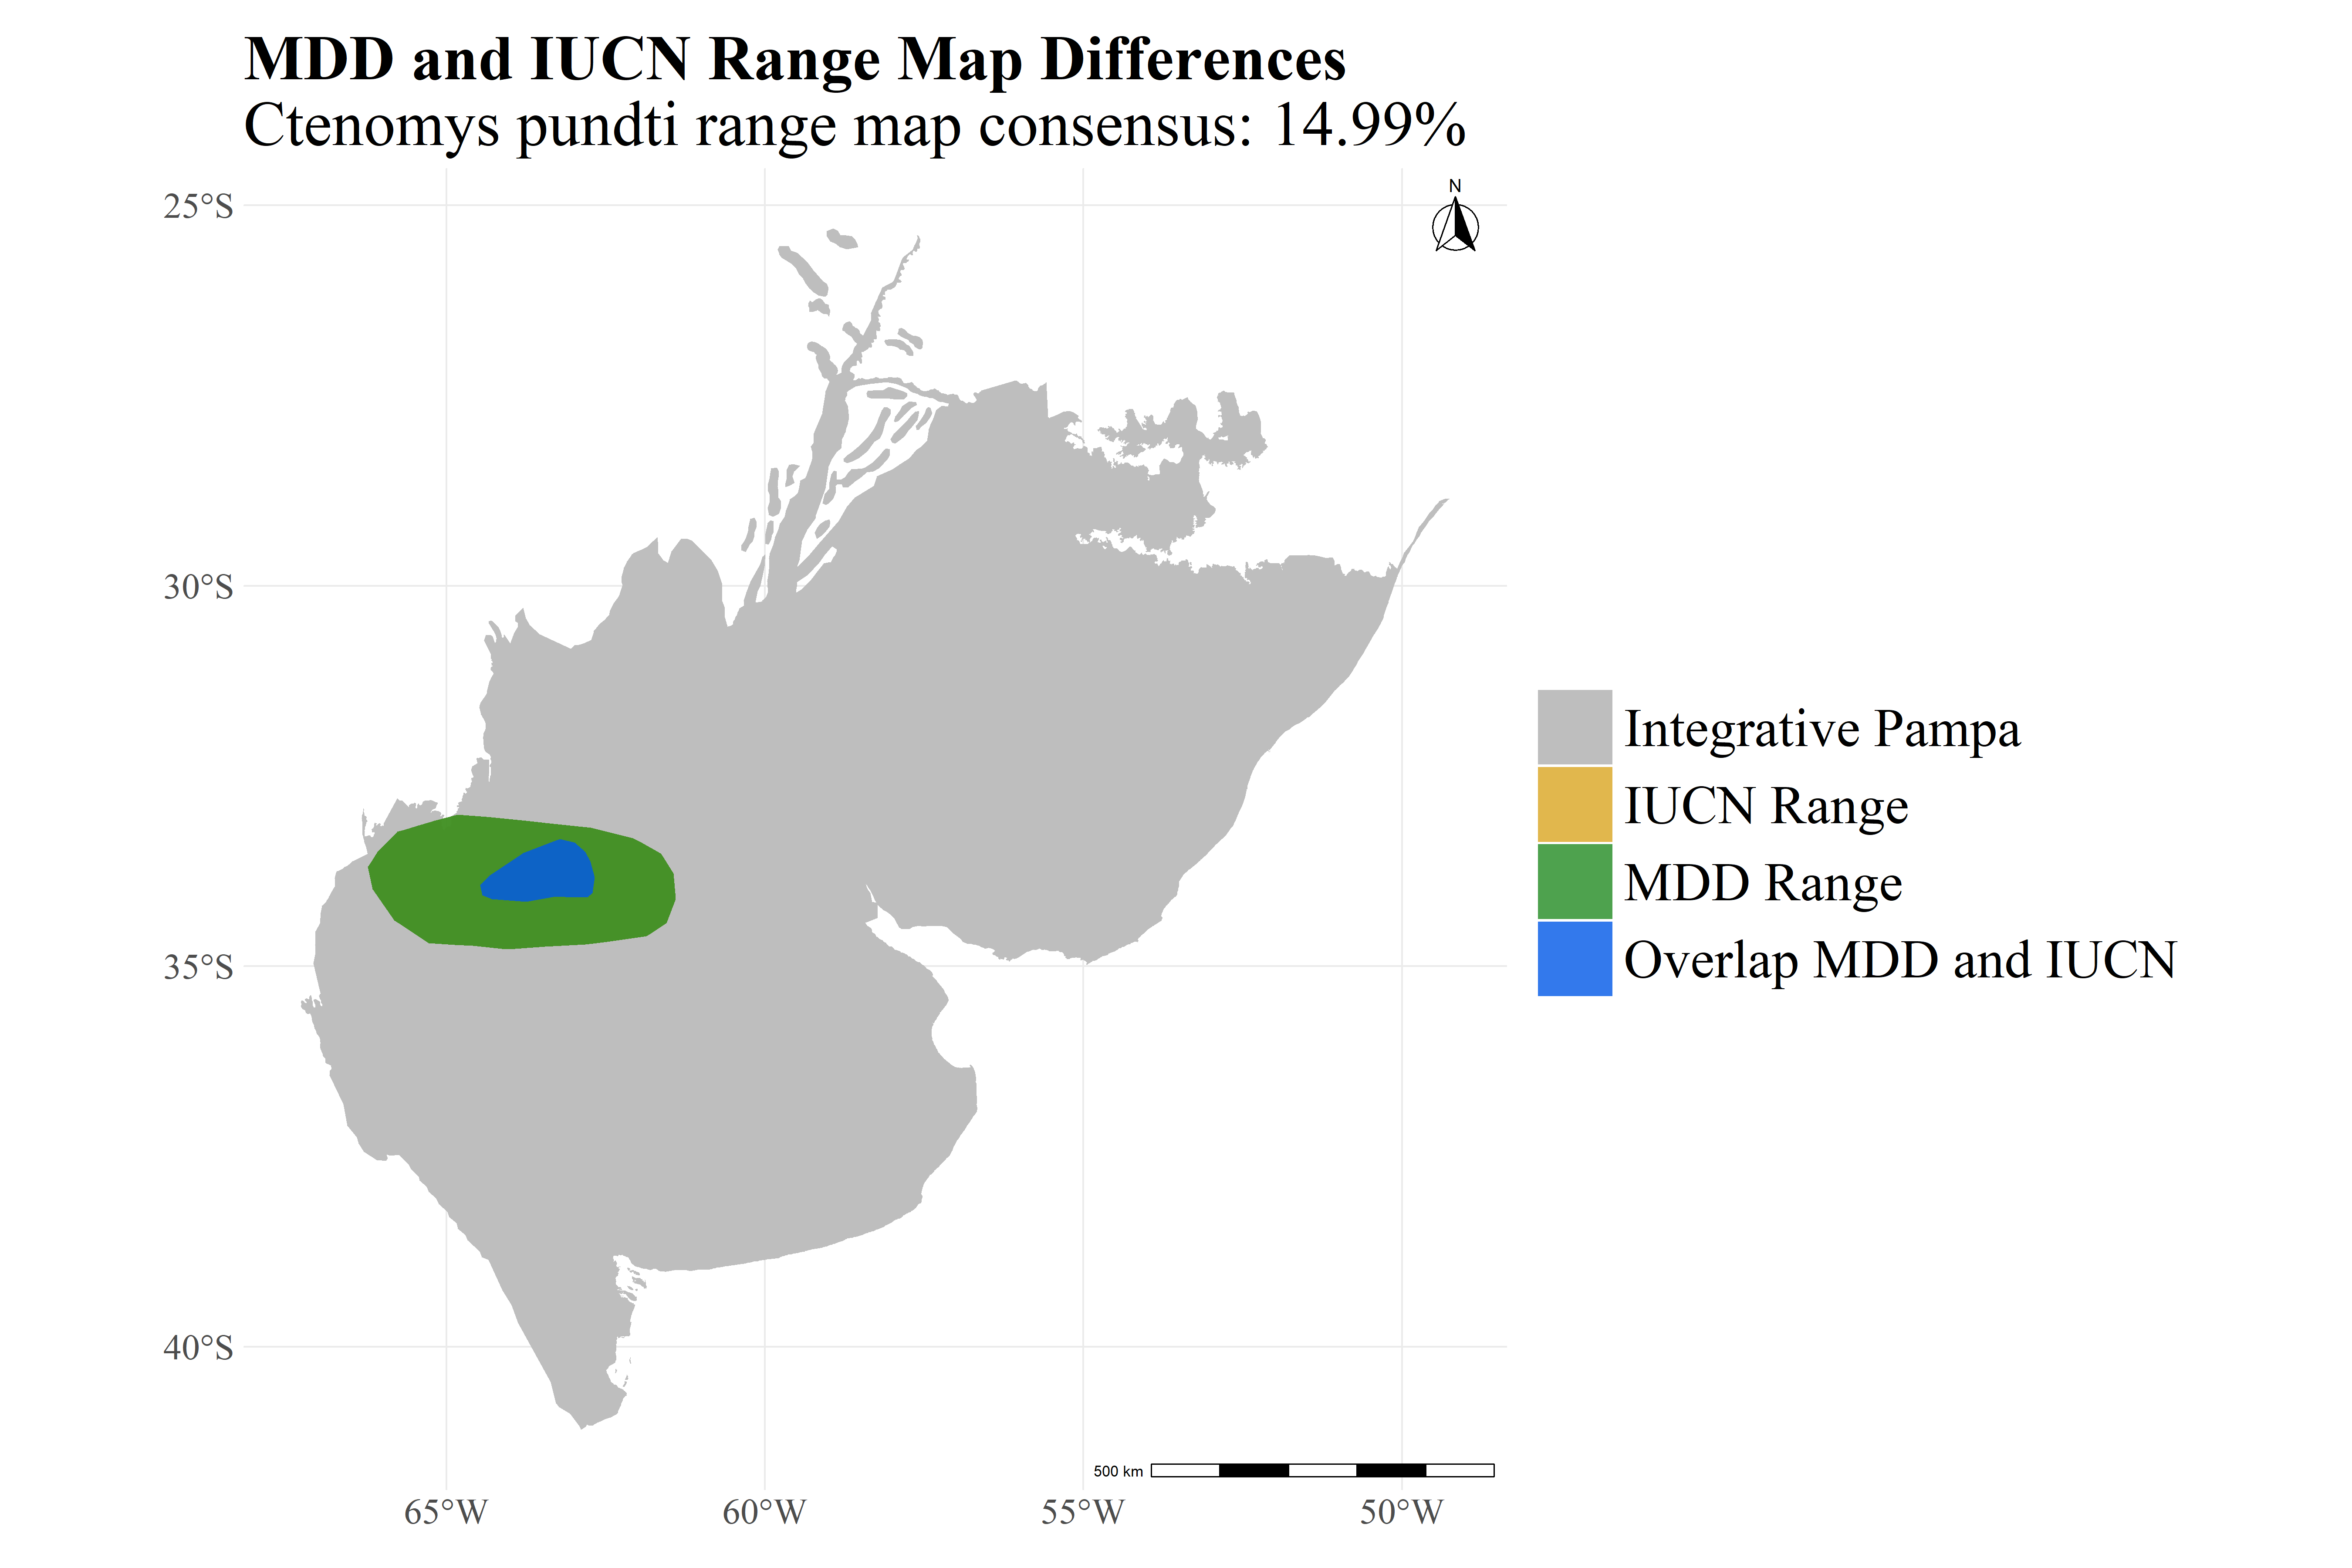 MDD and IUCN Range Map Differences
Ctenomys pundti range map consensus: 14.99%
N
25°S
30°S
35°S
40°S
65°W
60°W
55°W
50°W
500 km
Integrative Pampa
IUCN Range
MDD Range
Overlap MDD and IUCN